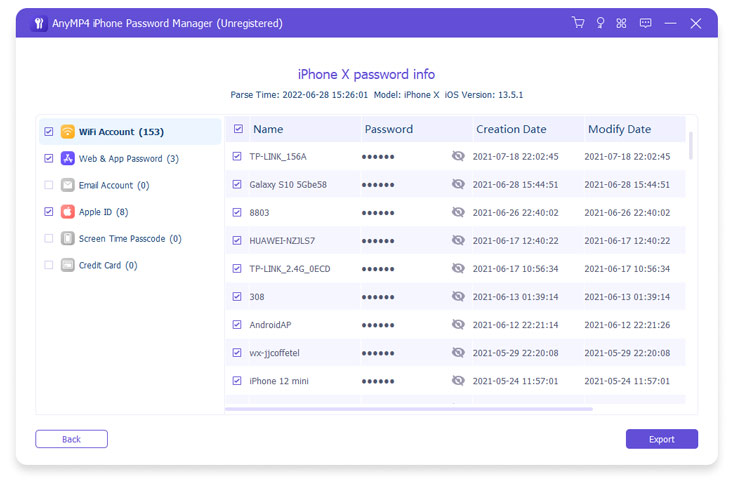 AnyMP4 iPhone Password Manager (Unregistered)
iPhone X password info
Parse Time: 2022-06-28 15:26:01 Model: iPhone X iOS Version: 13.5.1
WiFi Account (153)
Web & App Password (3)
Email Account (0)
Apple ID (8)
Screen Time Passcode (0)
Credit Card (0)
Name Password Creation Date Modify Date
TP-LINK_156A ●●●●●● 2021-07-18 22:02:45 2021-07-18 22:02:45
Galaxy S10 5Gbe58 ●●●●●● 2021-06-28 15:44:51 2021-06-28 15:44:51
8803 ●●●●●● 2021-06-26 22:40:02 2021-06-26 22:40:02
HUAWEI-NZJLS7 ●●●●●● 2021-06-17 12:40:22 2021-06-17 12:40:22
TP-LINK_2.4G_0ECD ●●●●●● 2021-06-17 10:56:34 2021-06-17 10:56:34
308 ●●●●●● 2021-06-13 01:39:14 2021-06-13 01:39:14
AndroidAP ●●●●●● 2021-06-12 22:21:14 2021-06-12 22:21:26
wx-jjcoffetel ●●●●●● 2021-05-29 22:20:08 2021-05-29 22:20:08
iPhone 12 mini ●●●●●● 2021-05-24 11:57:01 2021-05-24 11:57:01
Back
Export